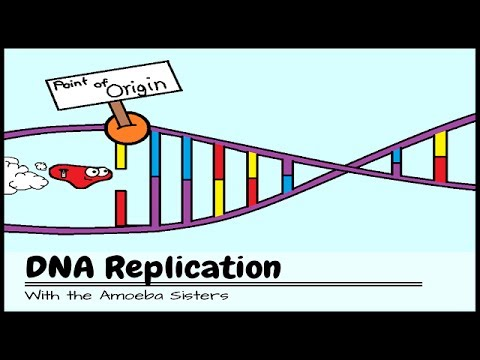 Point of Origin
DNA Replication
With the Amoeba Sisters